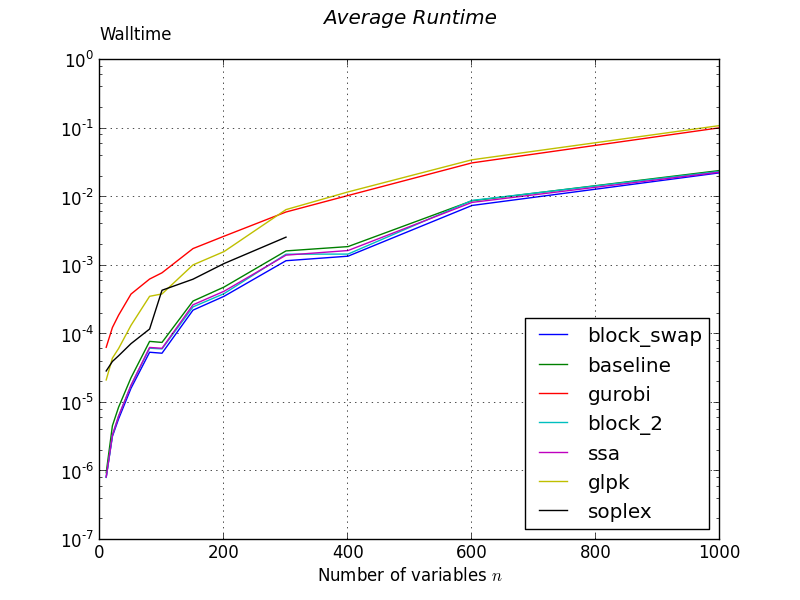 Average Runtime
Walltime
10^0
10^-1
10^-2
10^-3
10^-4
10^-5
10^-6
10^-7
block_swap
baseline
gurobi
block_2
ssa
glpk
soplex
0 200 400 600 800 1000
Number of variables n